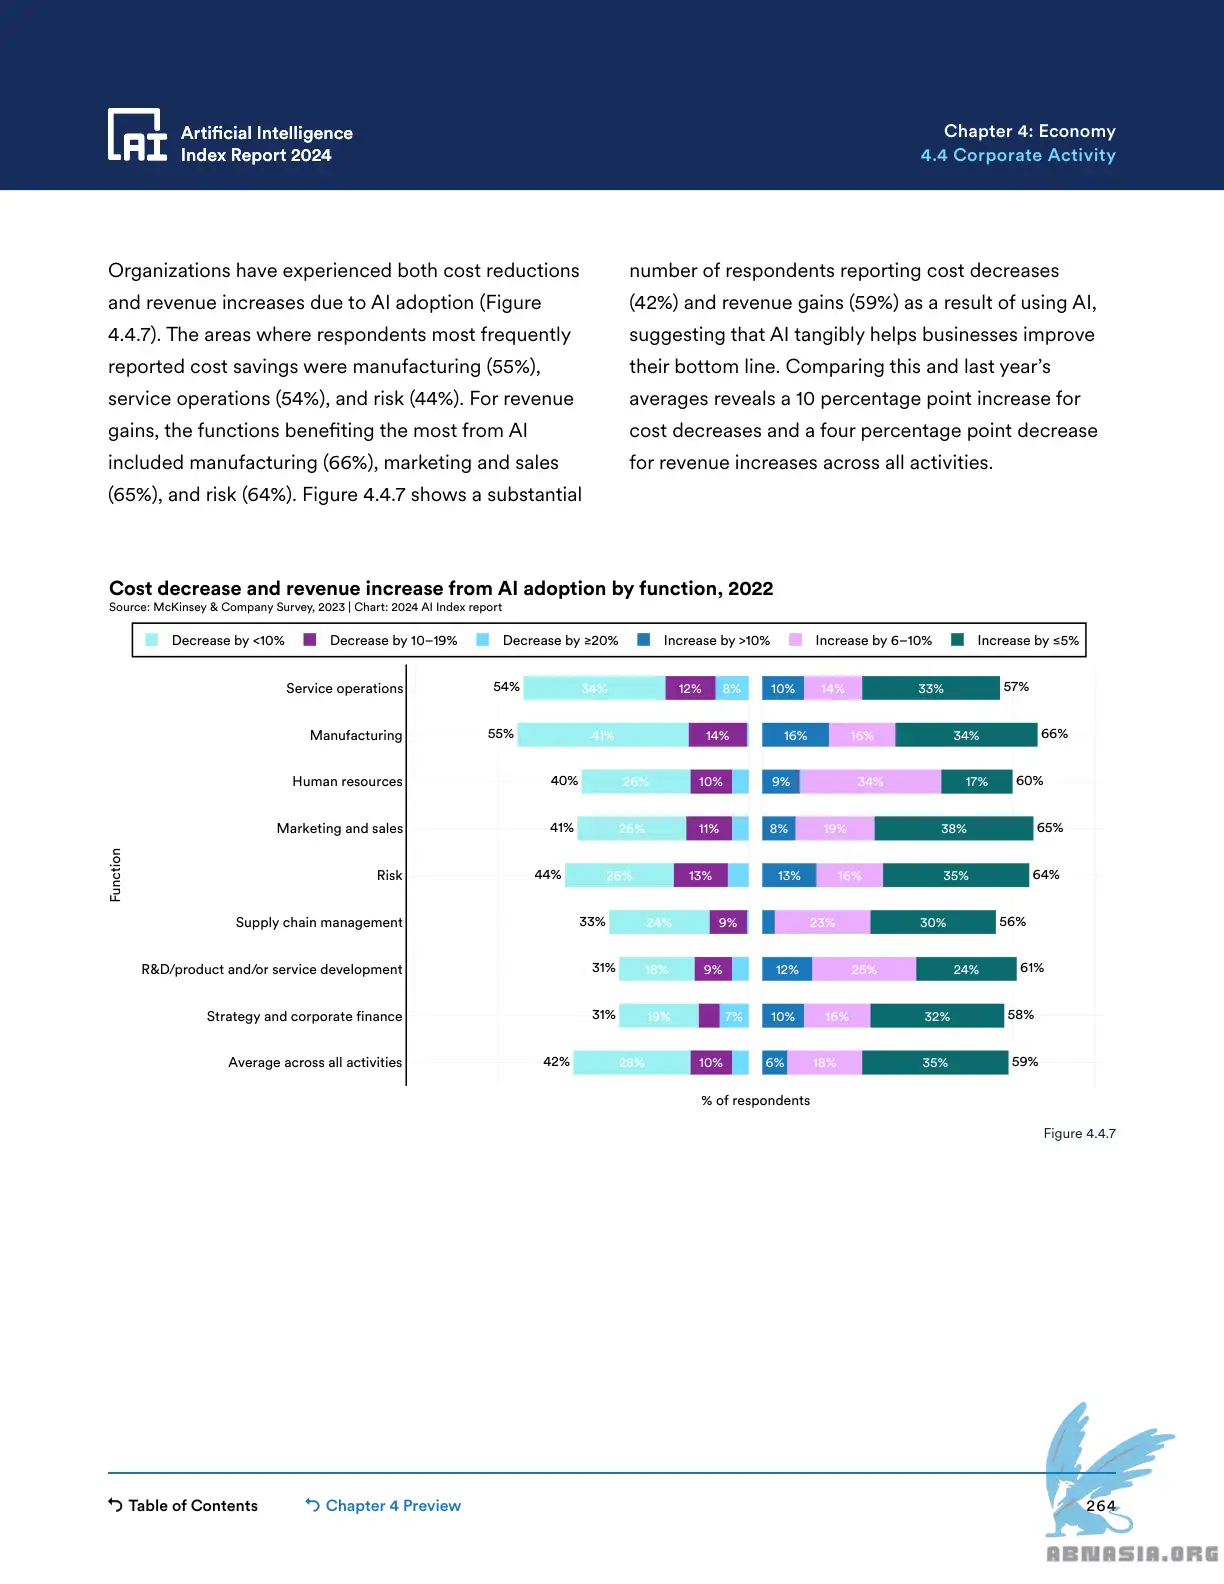 Artificial Intelligence
Index Report 2024
Chapter 4: Economy
4.4 Corporate Activity
Organizations have experienced both cost reductions
and revenue increases due to AI adoption (Figure
4.4.7). The areas where respondents most frequently
reported cost savings were manufacturing (55%),
service operations (54%), and risk (44%). For revenue
gains, the functions benefiting the most from AI
included manufacturing (66%), marketing and sales
(65%), and risk (64%). Figure 4.4.7 shows a substantial
number of respondents reporting cost decreases
(42%) and revenue gains (59%) as a result of using AI,
suggesting that AI tangibly helps businesses improve
their bottom line. Comparing this and last year’s
averages reveals a 10 percentage point increase for
cost decreases and a four percentage point decrease
for revenue increases across all activities.
Cost decrease and revenue increase from AI adoption by function, 2022
Source: McKinsey & Company Survey, 2023 | Chart: 2024 AI Index report
Decrease by <10% Decrease by 10–19% Decrease by ≥20% Increase by >10% Increase by 6–10% Increase by ≤5%
Service operations 54% 34% 12% 8% 10% 14% 33% 57%
Manufacturing 55% 41% 14% 16% 16% 34% 66%
Human resources 40% 26% 10% 9% 34% 17% 60%
Marketing and sales 41% 26% 11% 8% 19% 38% 65%
Risk 44% 26% 13% 13% 16% 35% 64%
Supply chain management 33% 24% 9% 23% 30% 56%
R&D/product and/or service development 31% 18% 9% 12% 25% 24% 61%
Strategy and corporate finance 31% 19% 7% 10% 16% 32% 58%
Average across all activities 42% 28% 10% 6% 18% 35% 59%
Function
% of respondents
Figure 4.4.7
Table of Contents
Chapter 4 Preview
264
ABNASIA.ORG